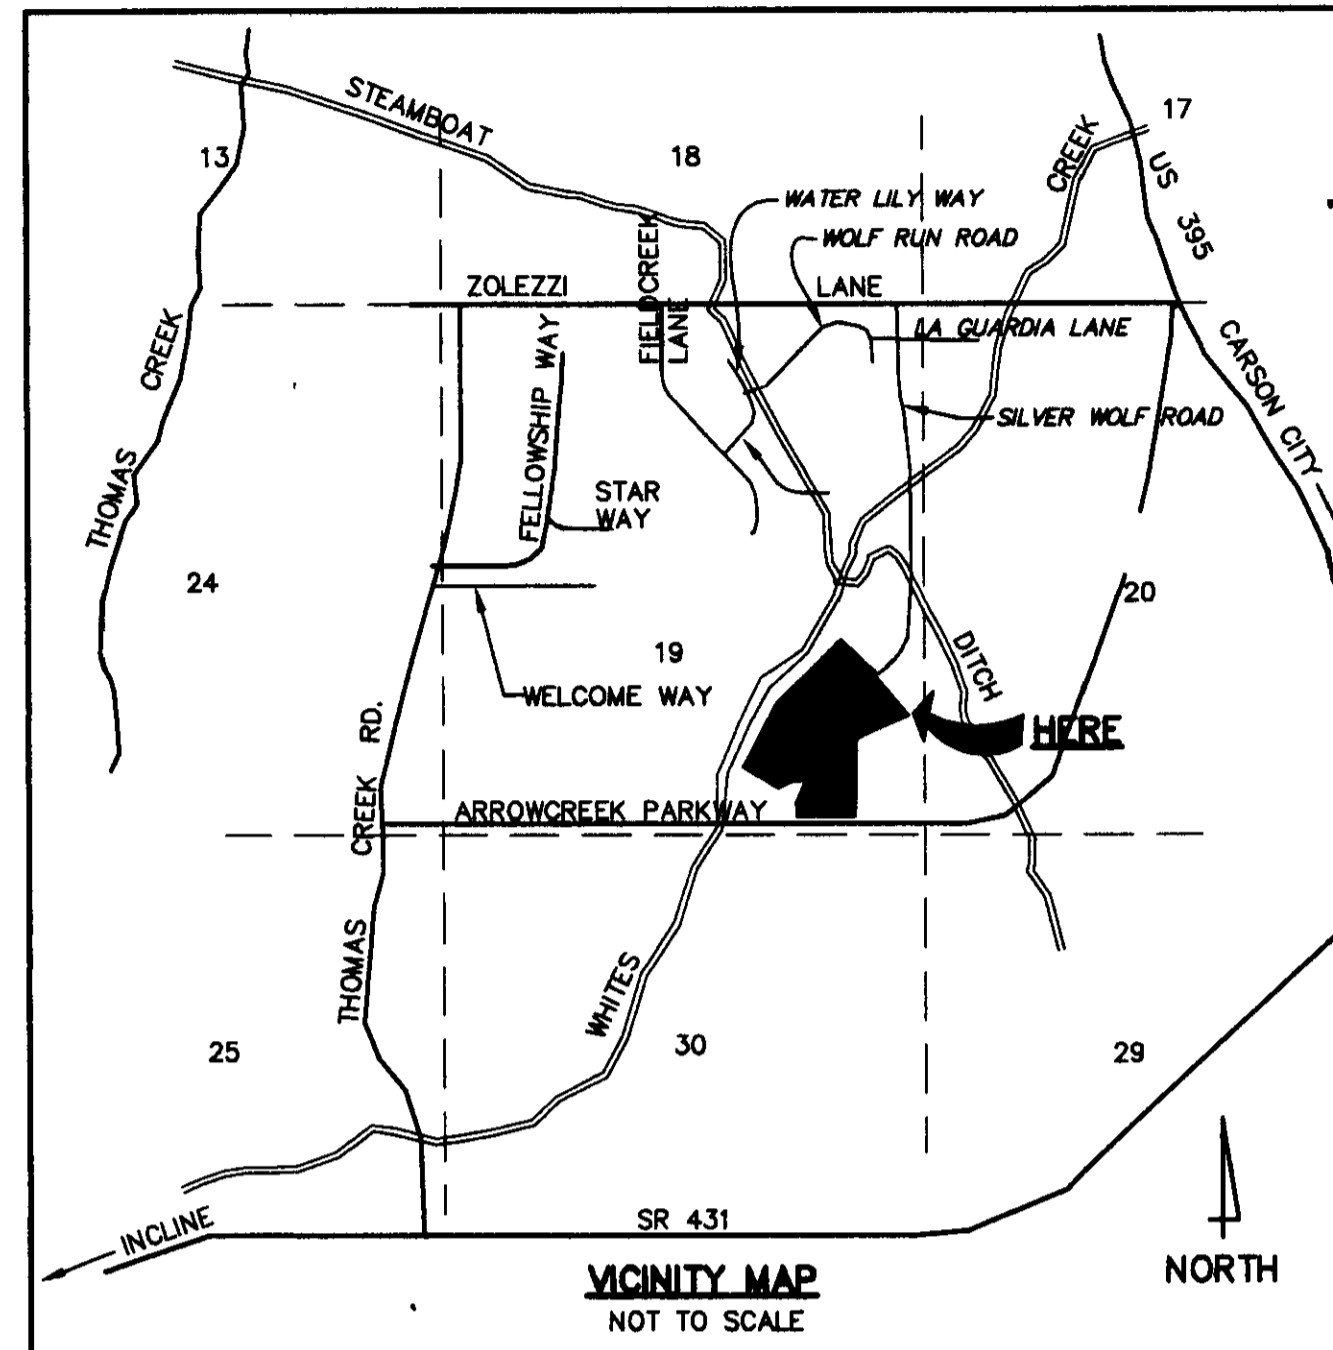 STEAMBOAT
13
18
17
CREEK
US 395
WATER LILY WAY
WOLF RUN ROAD
FIELDCREEK
LANE
ZOLEZZI
LANE
LA GUARDIA LANE
CARSON CITY
CREEK
THOMAS
FELLOWSHIP WAY
SILVER WOLF ROAD
STAR
WAY
24
20
19
DITCH
WELCOME WAY
HERE
CREEK RD.
THOMAS
ARROWCREEK PARKWAY
WHITES
25
30
29
INCLINE
SR 431
NORTH
VICINITY MAP
NOT TO SCALE